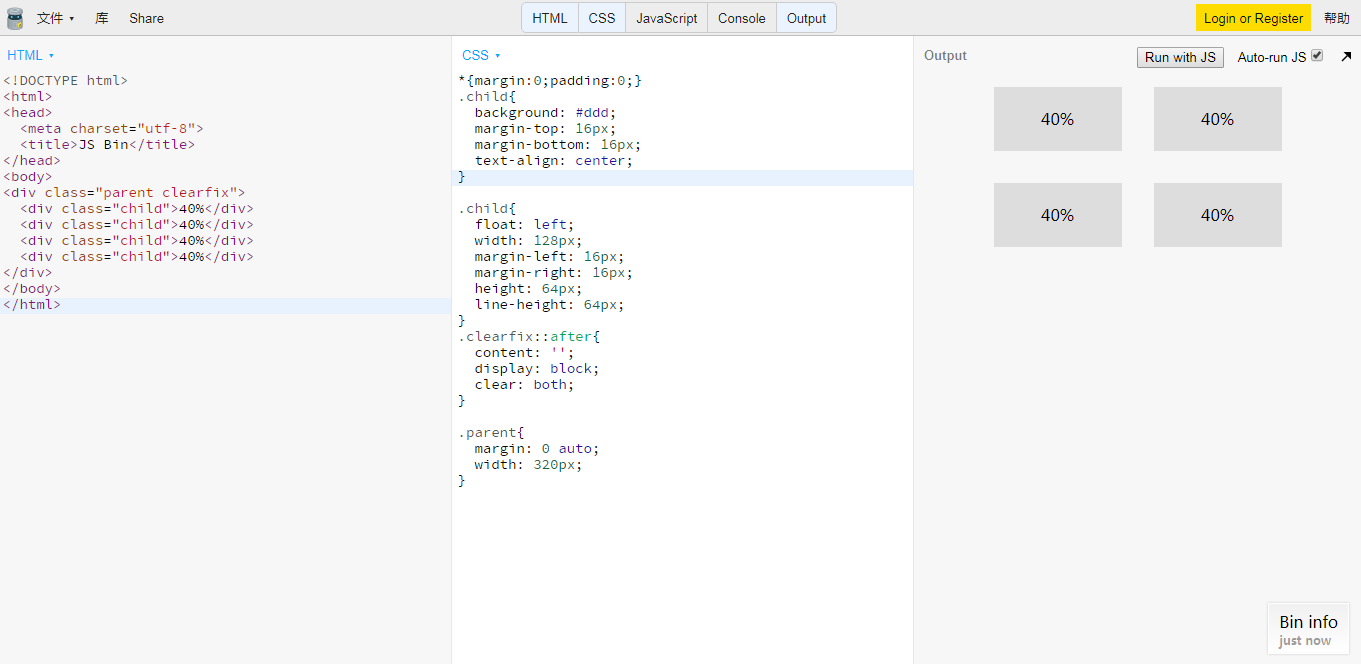 文件 ▾ 库 Share HTML CSS JavaScript Console Output Login or Register 帮助
HTML ▾
<!DOCTYPE html>
<html>
<head>
  <meta charset="utf-8">
  <title>JS Bin</title>
</head>
<body>
<div class="parent clearfix">
  <div class="child">40%</div>
  <div class="child">40%</div>
  <div class="child">40%</div>
  <div class="child">40%</div>
</div>
</body>
</html>
CSS ▾
*{margin:0;padding:0;}
.child{
  background: #ddd;
  margin-top: 16px;
  margin-bottom: 16px;
  text-align: center;
}

.child{
  float: left;
  width: 128px;
  margin-left: 16px;
  margin-right: 16px;
  height: 64px;
  line-height: 64px;
}
.clearfix::after{
  content: '';
  display: block;
  clear: both;
}

.parent{
  margin: 0 auto;
  width: 320px;
}
Output Run with JS Auto-run JS
40% 40%
40% 40%
Bin info
just now